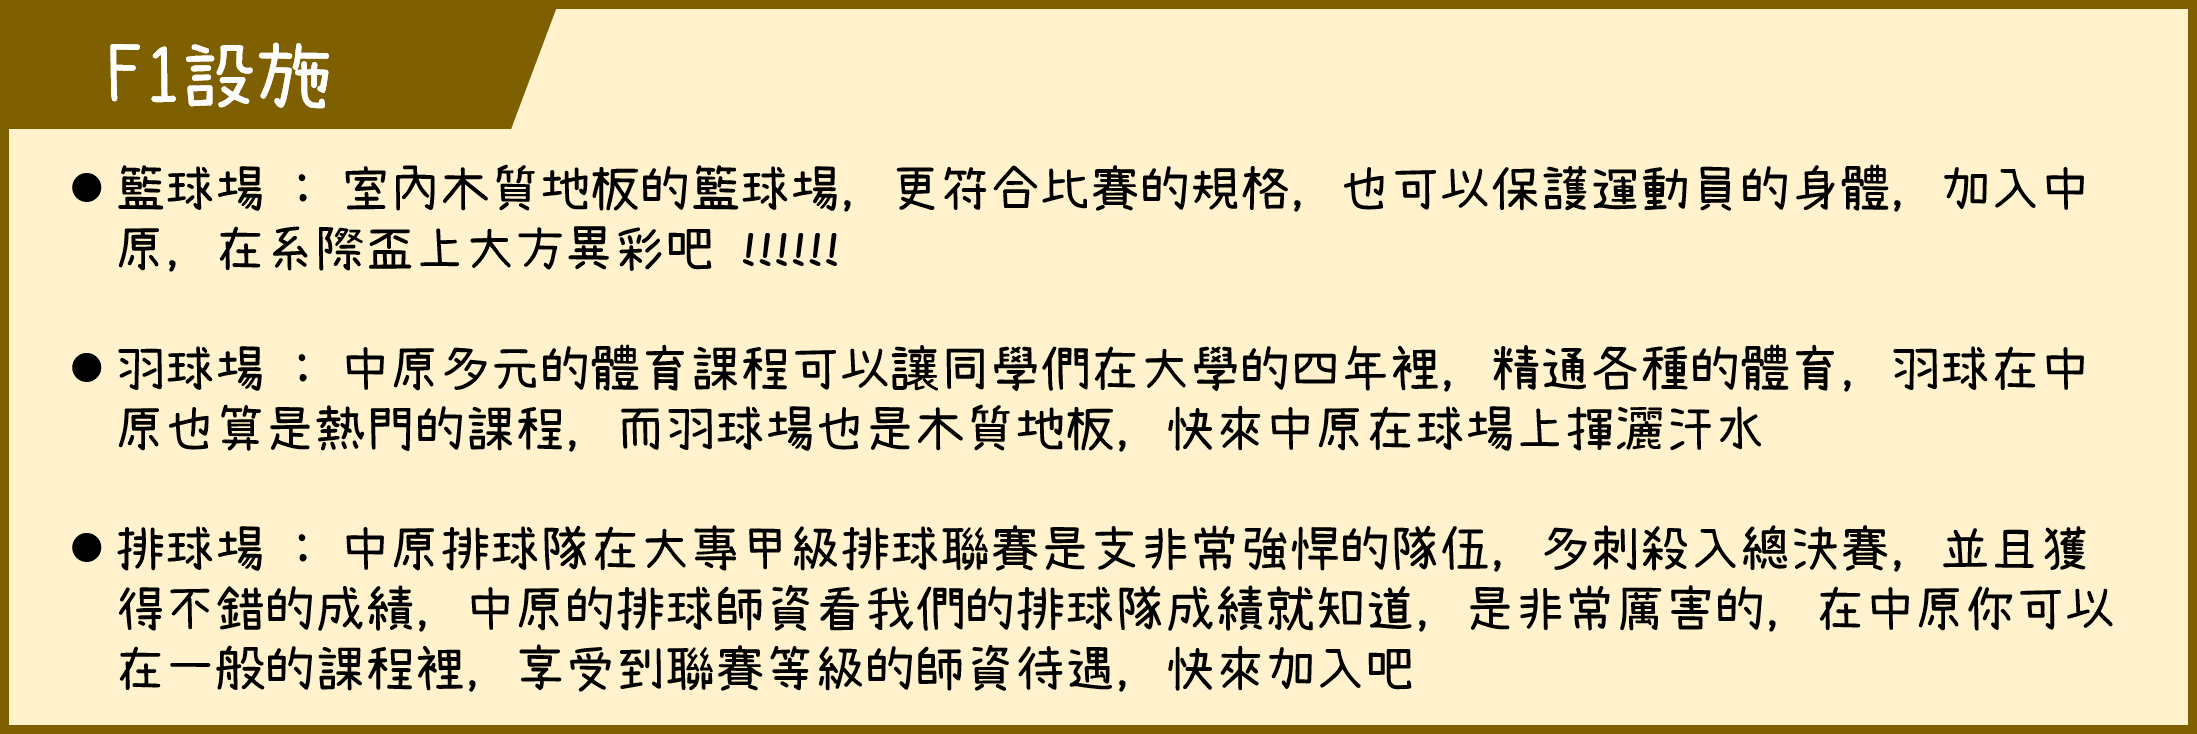 F1設施
● 籃球場 : 室內木質地板的籃球場, 更符合比賽的規格, 也可以保護運動員的身體, 加入中
原, 在系際盃上大方異彩吧 !!!!!!
● 羽球場 : 中原多元的體育課程可以讓同學們在大學的四年裡, 精通各種的體育, 羽球在中
原也算是熱門的課程, 而羽球場也是木質地板, 快來中原在球場上揮灑汗水
● 排球場 : 中原排球隊在大專甲級排球聯賽是支非常強悍的隊伍, 多刺殺入總決賽, 並且獲
得不錯的成績, 中原的排球師資看我們的排球隊成績就知道, 是非常厲害的, 在中原你可以
在一般的課程裡, 享受到聯賽等級的師資待遇, 快來加入吧